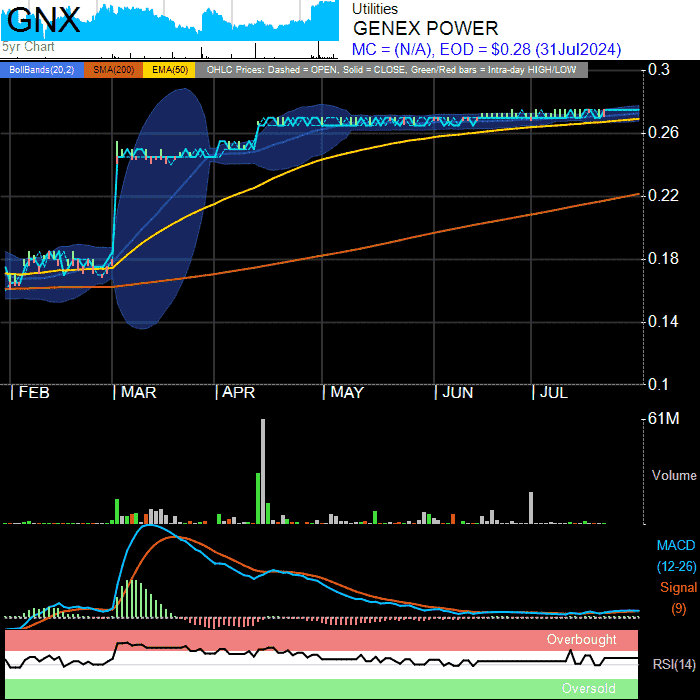 GNX
5yr Chart
Utilities
GENEX POWER
MC = (N/A), EOD = $0.28 (31Jul2024)
BollBands(20,2) SMA(200) EMA(50) OHLC Prices: Dashed = OPEN, Solid = CLOSE, Green/Red bars = Intra-day HIGH/LOW
0.3
0.26
0.22
0.18
0.14
0.1
FEB MAR APR MAY JUN JUL
61M
Volume
MACD
(12-26)
Signal
(9)
Overbought
RSI(14)
Oversold